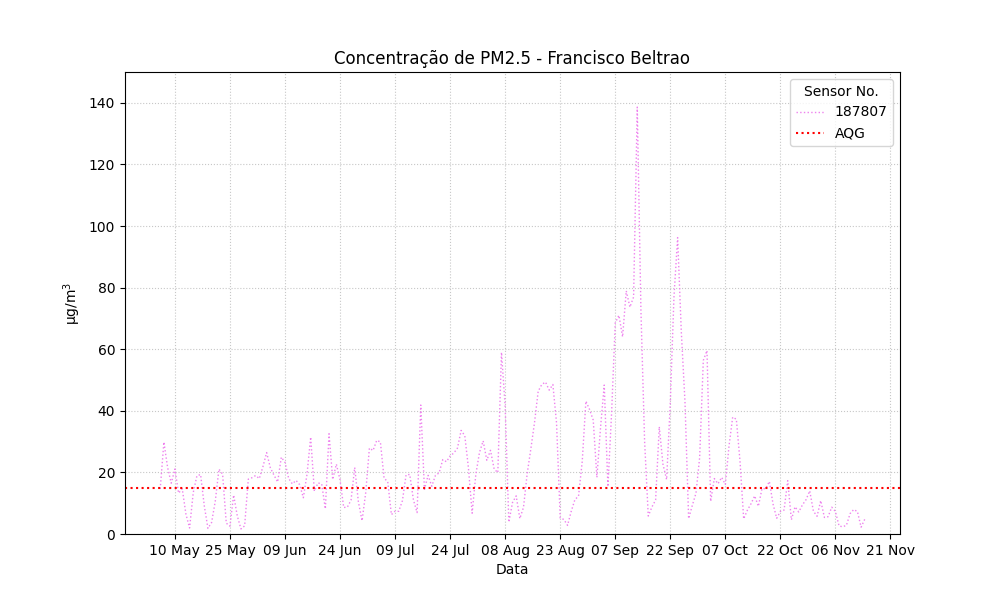 Concentração de PM2.5 - Francisco Beltrao
Sensor No.
187807
AQG
140
120
100
80
60
40
20
0
µg/m³
10 May 25 May 09 Jun 24 Jun 09 Jul 24 Jul 08 Aug 23 Aug 07 Sep 22 Sep 07 Oct 22 Oct 06 Nov 21 Nov
Data